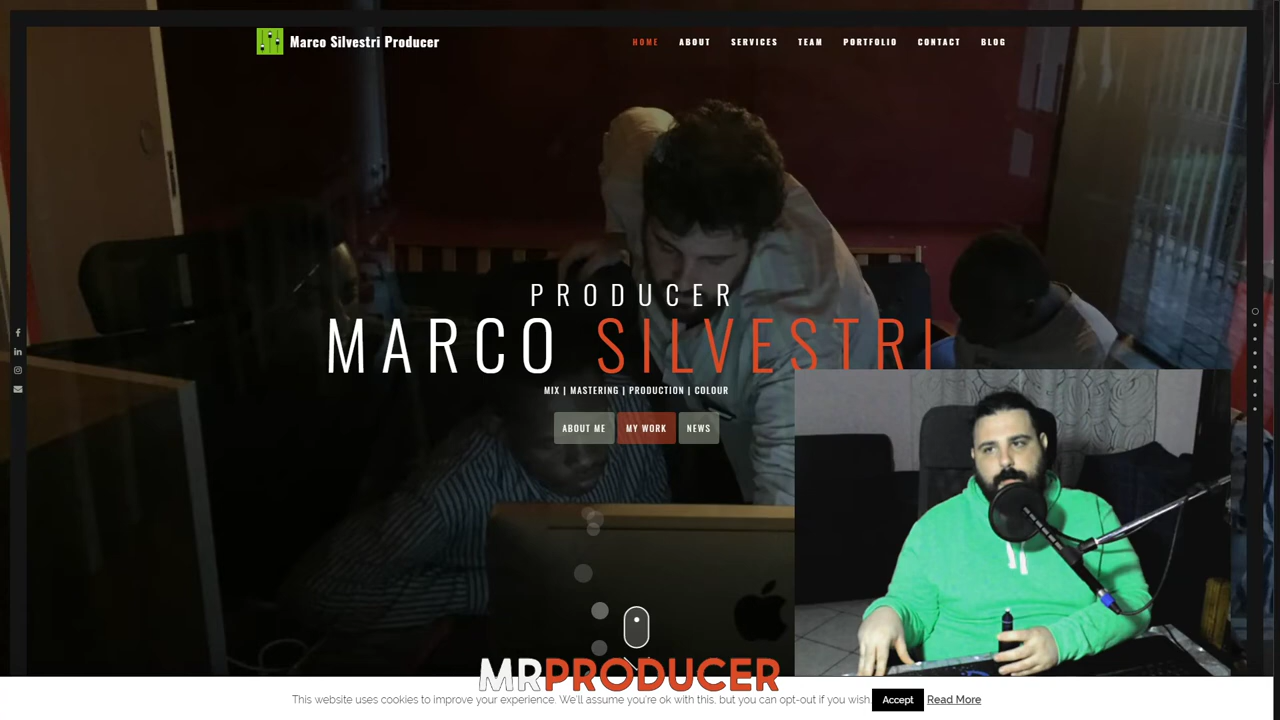 Marco Silvestri Producer
HOME ABOUT SERVICES TEAM PORTFOLIO CONTACT BLOG
PRODUCER
MARCO SILVESTRI
MIX | MASTERING | PRODUCTION | COLOUR
ABOUT ME MY WORK NEWS
MRPRODUCER
This website uses cookies to improve your experience. We'll assume you're ok with this, but you can opt-out if you wish. Accept Read More